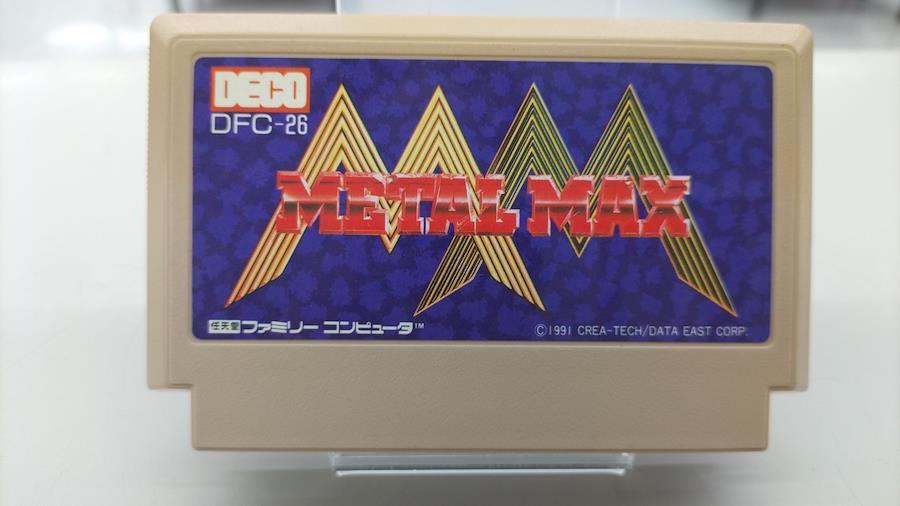 DECO
DFC-26
METAL MAX
任天堂 ファミリー コンピュータ™
©1991 CREA-TECH/DATA EAST CORP.